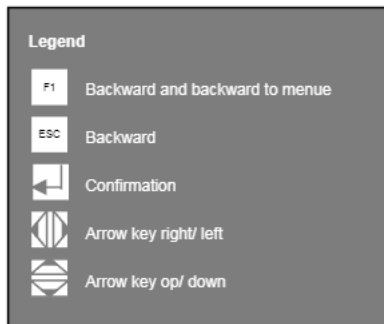 Legend
F1 Backward and backward to menue
ESC Backward
Confirmation
Arrow key right/ left
Arrow key op/ down